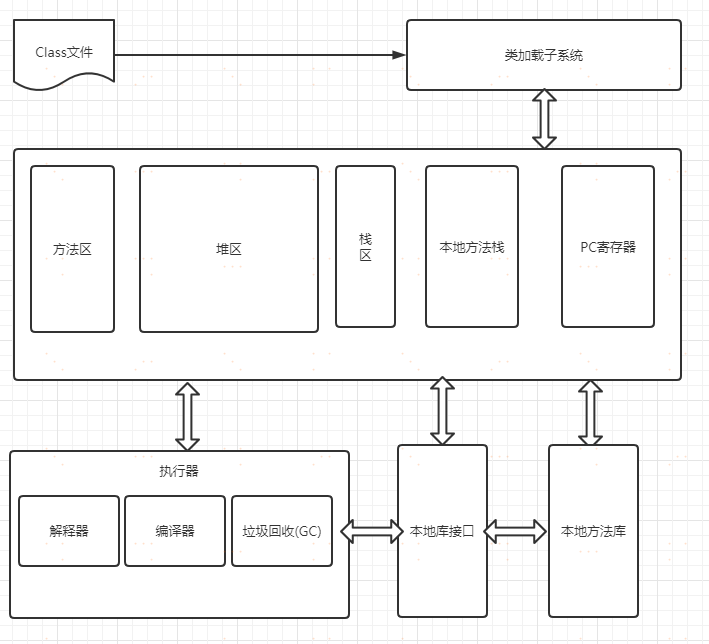 Class文件
类加载子系统
方法区
堆区
栈
区
本地方法栈
PC寄存器
执行器
解释器
编译器
垃圾回收(GC)
本地库接口
本地方法库